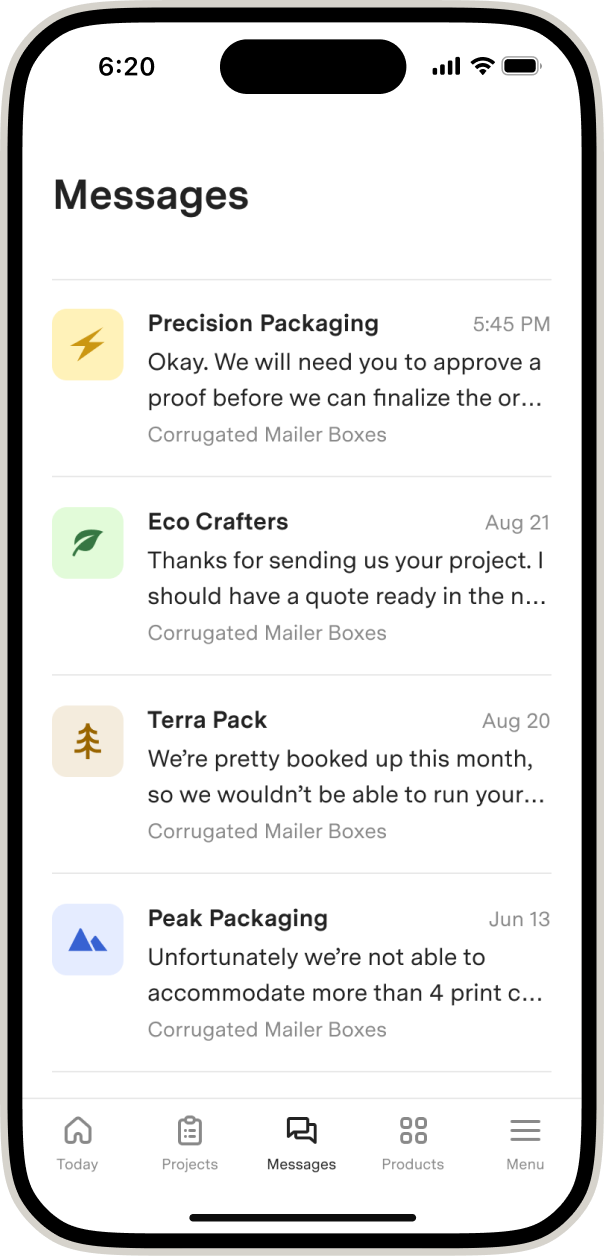 6:20
Messages
Precision Packaging 5:45 PM
Okay. We will need you to approve a
proof before we can finalize the or...
Corrugated Mailer Boxes
Eco Crafters Aug 21
Thanks for sending us your project. I
should have a quote ready in the n...
Corrugated Mailer Boxes
Terra Pack Aug 20
We’re pretty booked up this month,
so we wouldn’t be able to run your...
Corrugated Mailer Boxes
Peak Packaging Jun 13
Unfortunately we’re not able to
accommodate more than 4 print c...
Corrugated Mailer Boxes
Today Projects Messages Products Menu